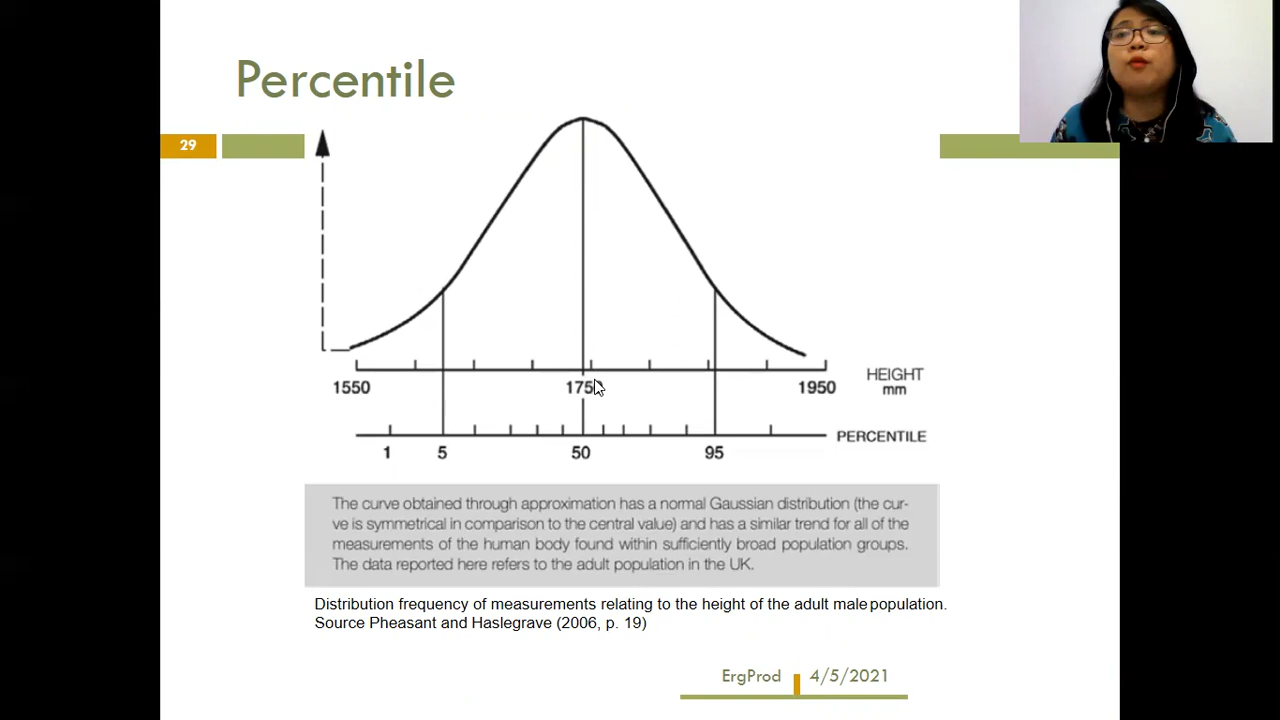 Percentile
29
1550
175
1950
HEIGHT
mm
PERCENTILE
1
5
50
95
The curve obtained through approximation has a normal Gaussian distribution (the cur-
ve is symmetrical in comparison to the central value) and has a similar trend for all of the
measurements of the human body found within sufficiently broad population groups.
The data reported here refers to the adult population in the UK.
Distribution frequency of measurements relating to the height of the adult male population.
Source Pheasant and Haslegrave (2006, p. 19)
ErgProd
4/5/2021